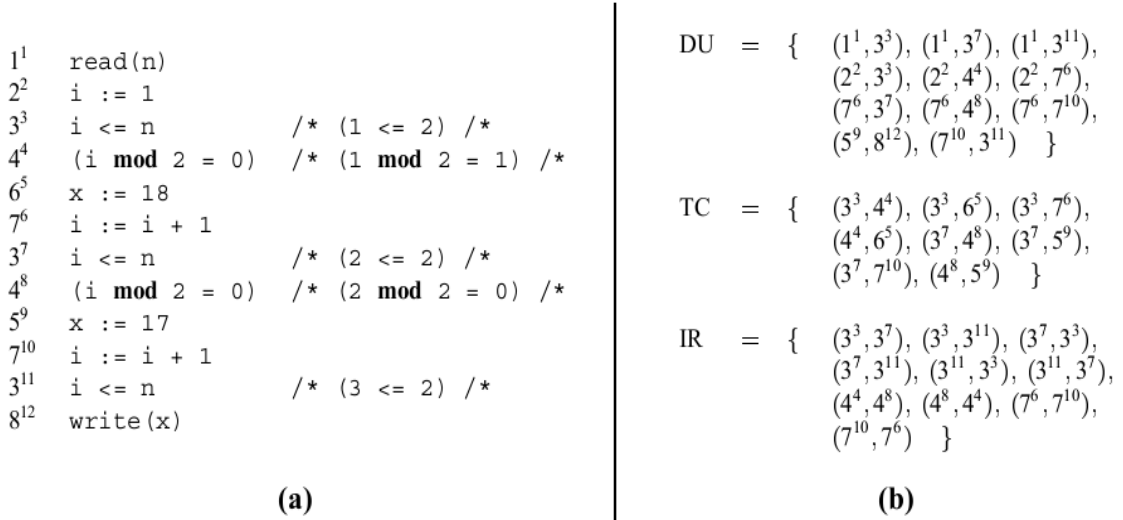 1¹ read(n)
2² i := 1
3³ i <= n /* (1 <= 2) /*
4⁴ (i mod 2 = 0) /* (1 mod 2 = 1) /*
6⁵ x := 18
7⁶ i := i + 1
3⁷ i <= n /* (2 <= 2) /*
4⁸ (i mod 2 = 0) /* (2 mod 2 = 0) /*
5⁹ x := 17
7¹⁰ i := i + 1
3¹¹ i <= n /* (3 <= 2) /*
8¹² write(x)
(a)
DU = { (1¹,3³), (1¹,3⁷), (1¹,3¹¹),
(2²,3³), (2²,4⁴), (2²,7⁶),
(7⁶,3⁷), (7⁶,4⁸), (7⁶,7¹⁰),
(5⁹,8¹²), (7¹⁰,3¹¹) }
TC = { (3³,4⁴), (3³,6⁵), (3³,7⁶),
(4⁴,6⁵), (3⁷,4⁸), (3⁷,5⁹),
(3⁷,7¹⁰), (4⁸,5⁹) }
IR = { (3³,3⁷), (3³,3¹¹), (3⁷,3³),
(3⁷,3¹¹), (3¹¹,3³), (3¹¹,3⁷),
(4⁴,4⁸), (4⁸,4⁴), (7⁶,7¹⁰),
(7¹⁰,7⁶) }
(b)